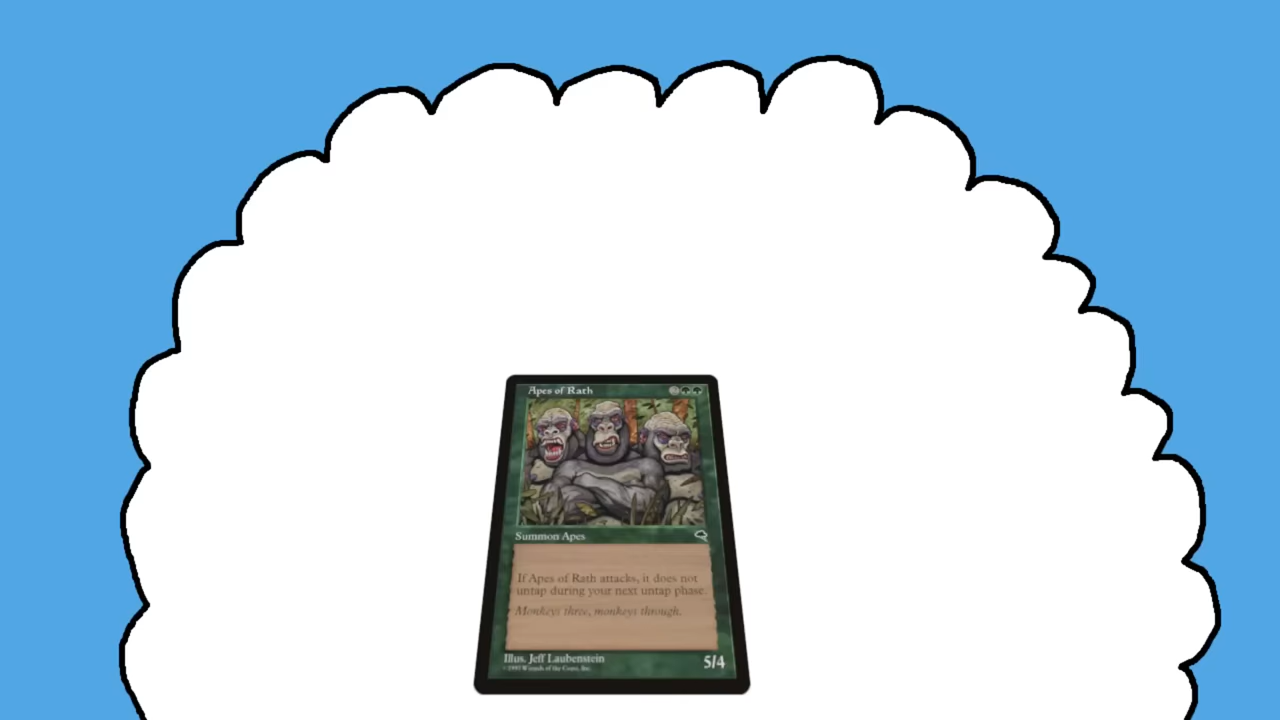 Apes of Rath
Summon Apes
If Apes of Rath attacks, it does not
untap during your next untap phase.
Monkeys three, monkeys through.
Illus. Jeff Laubenstein
5/4